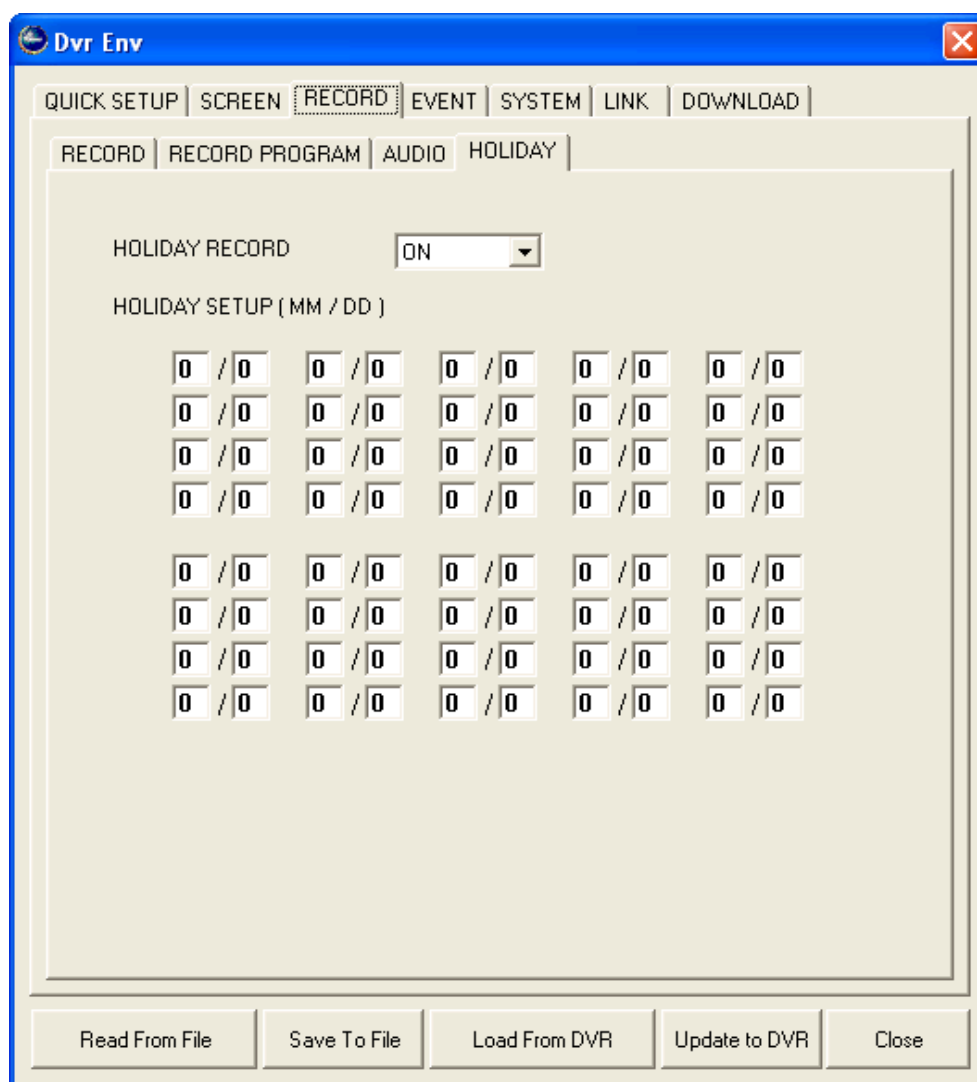 Dvr Env
QUICK SETUP SCREEN RECORD EVENT SYSTEM LINK DOWNLOAD
RECORD RECORD PROGRAM AUDIO HOLIDAY
HOLIDAY RECORD ON
HOLIDAY SETUP ( MM / DD )
0 / 0 0 / 0 0 / 0 0 / 0 0 / 0
0 / 0 0 / 0 0 / 0 0 / 0 0 / 0
0 / 0 0 / 0 0 / 0 0 / 0 0 / 0
0 / 0 0 / 0 0 / 0 0 / 0 0 / 0
0 / 0 0 / 0 0 / 0 0 / 0 0 / 0
0 / 0 0 / 0 0 / 0 0 / 0 0 / 0
0 / 0 0 / 0 0 / 0 0 / 0 0 / 0
0 / 0 0 / 0 0 / 0 0 / 0 0 / 0
Read From File Save To File Load From DVR Update to DVR Close